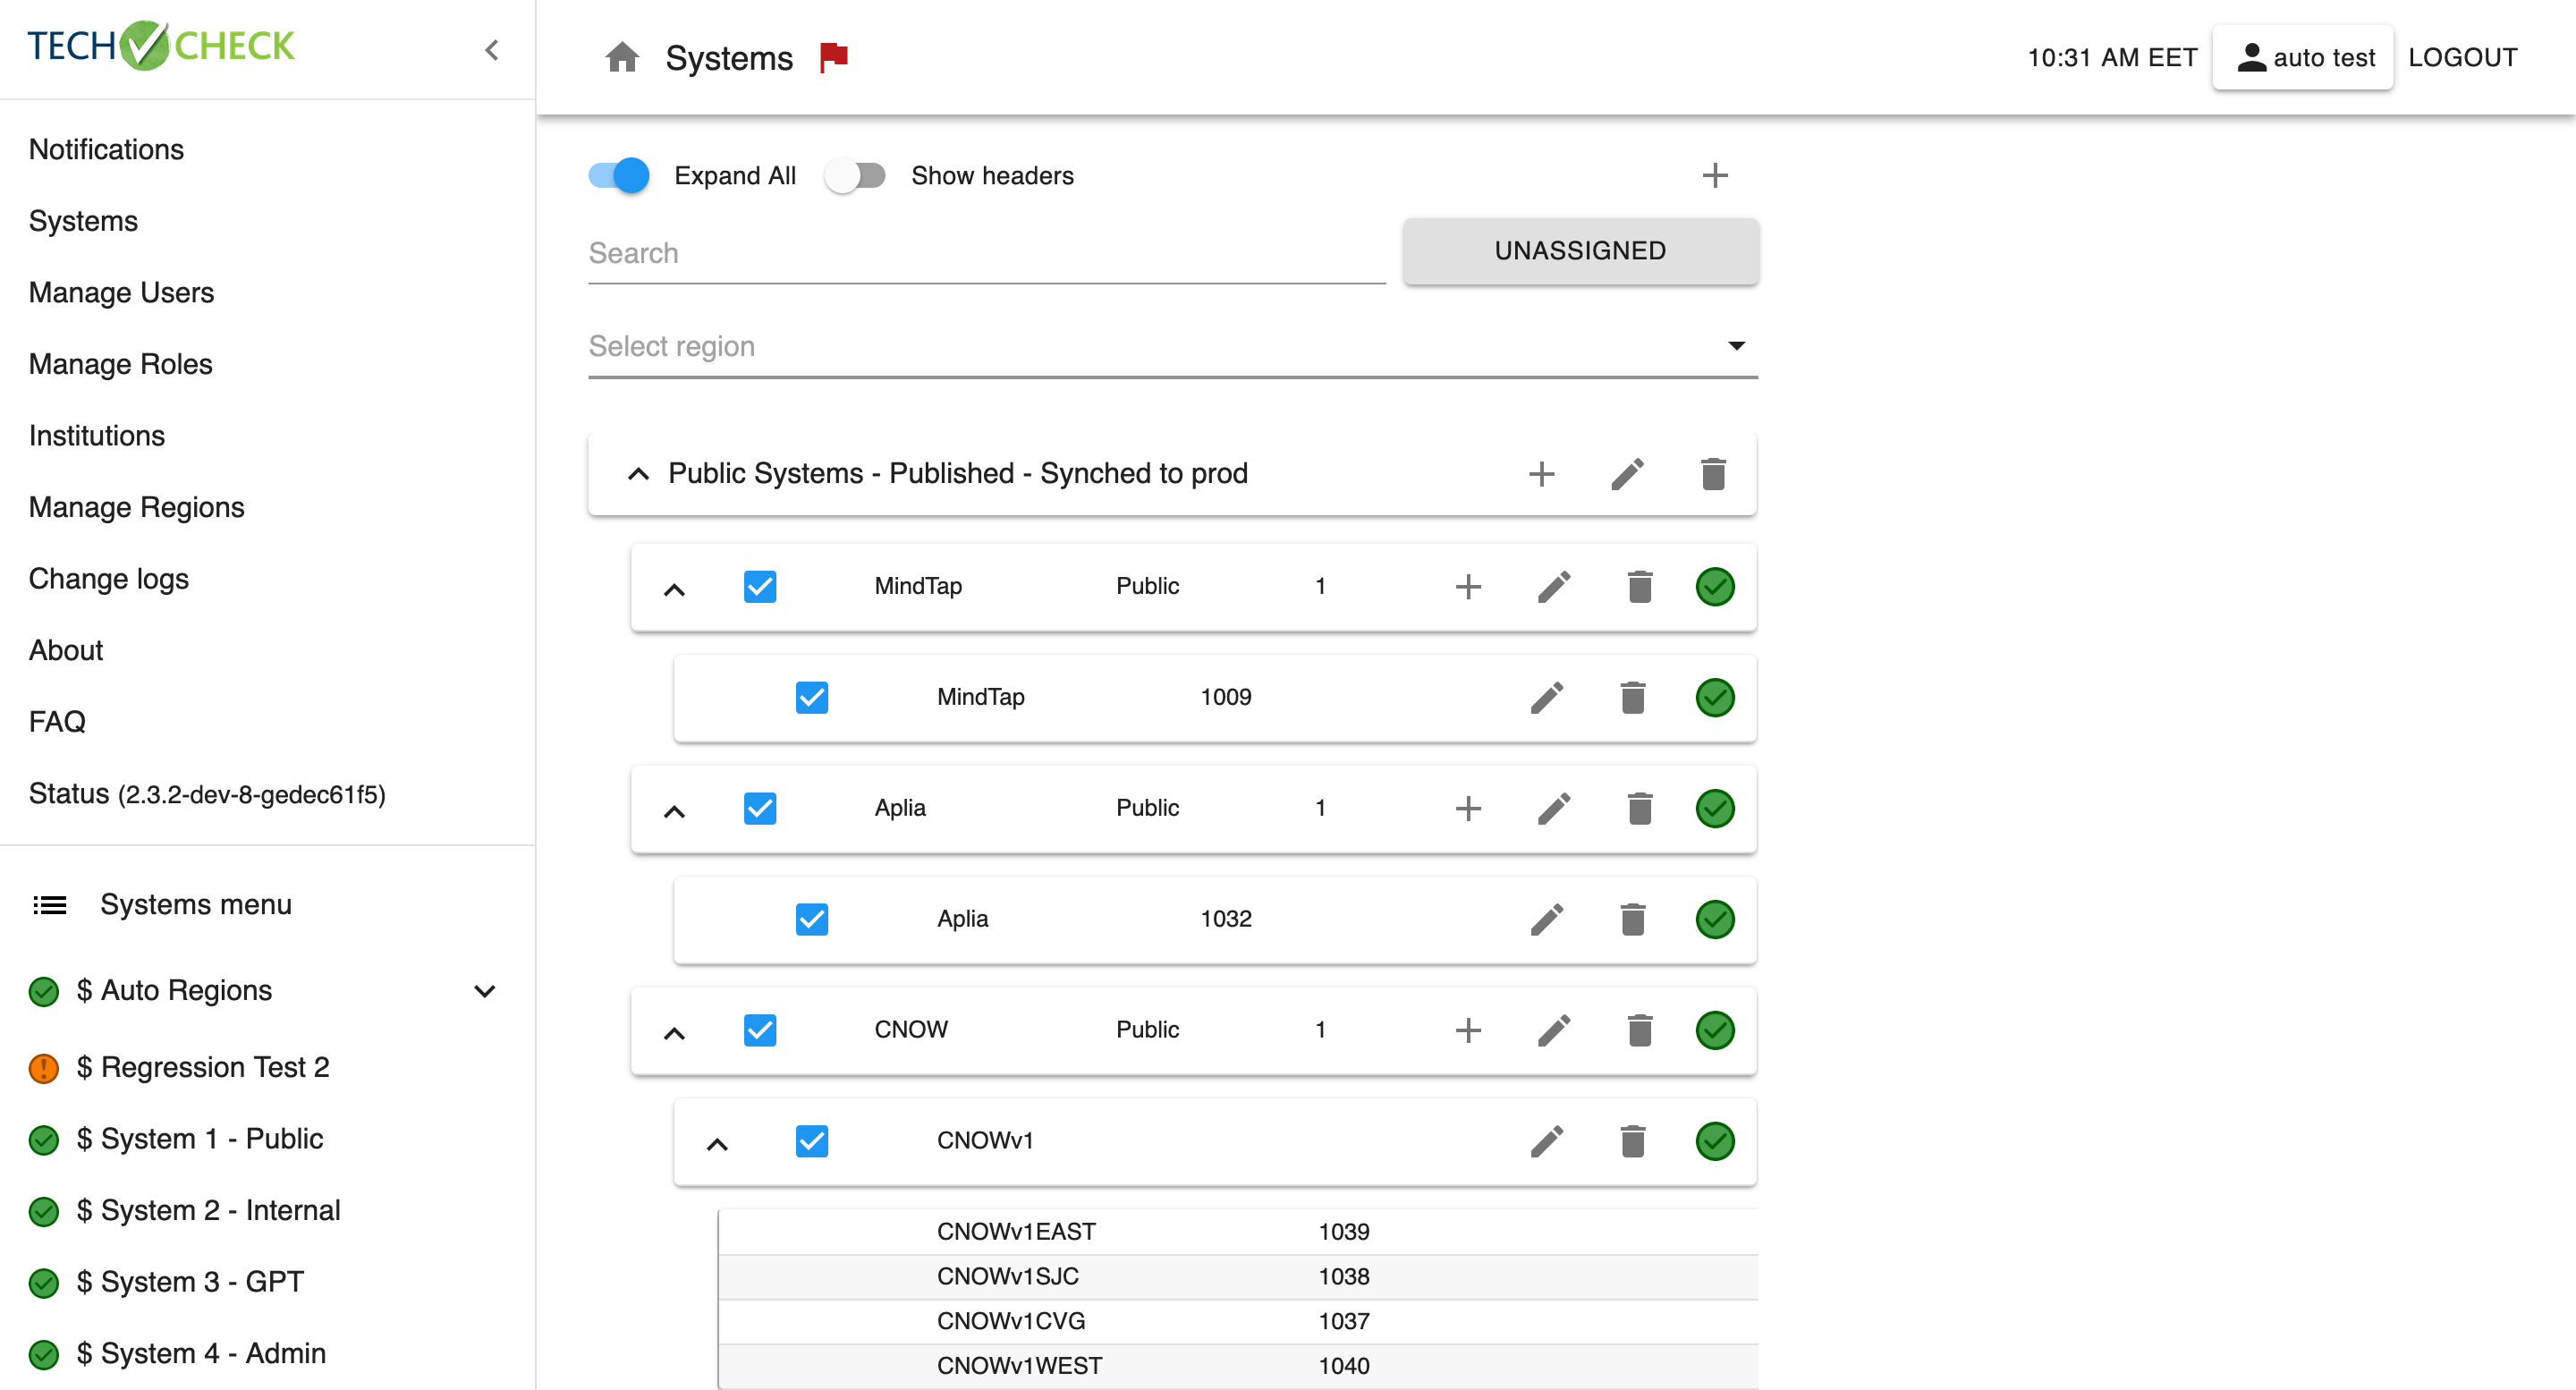 TECH CHECK
Systems
10:31 AM EET
auto test
LOGOUT
Notifications
Systems
Manage Users
Manage Roles
Institutions
Manage Regions
Change logs
About
FAQ
Status (2.3.2-dev-8-gedec61f5)
Systems menu
$ Auto Regions
$ Regression Test 2
$ System 1 - Public
$ System 2 - Internal
$ System 3 - GPT
$ System 4 - Admin
Expand All
Show headers
Search
UNASSIGNED
Select region
Public Systems - Published - Synched to prod
MindTap Public 1
MindTap 1009
Aplia Public 1
Aplia 1032
CNOW Public 1
CNOWv1
CNOWv1EAST 1039
CNOWv1SJC 1038
CNOWv1CVG 1037
CNOWv1WEST 1040